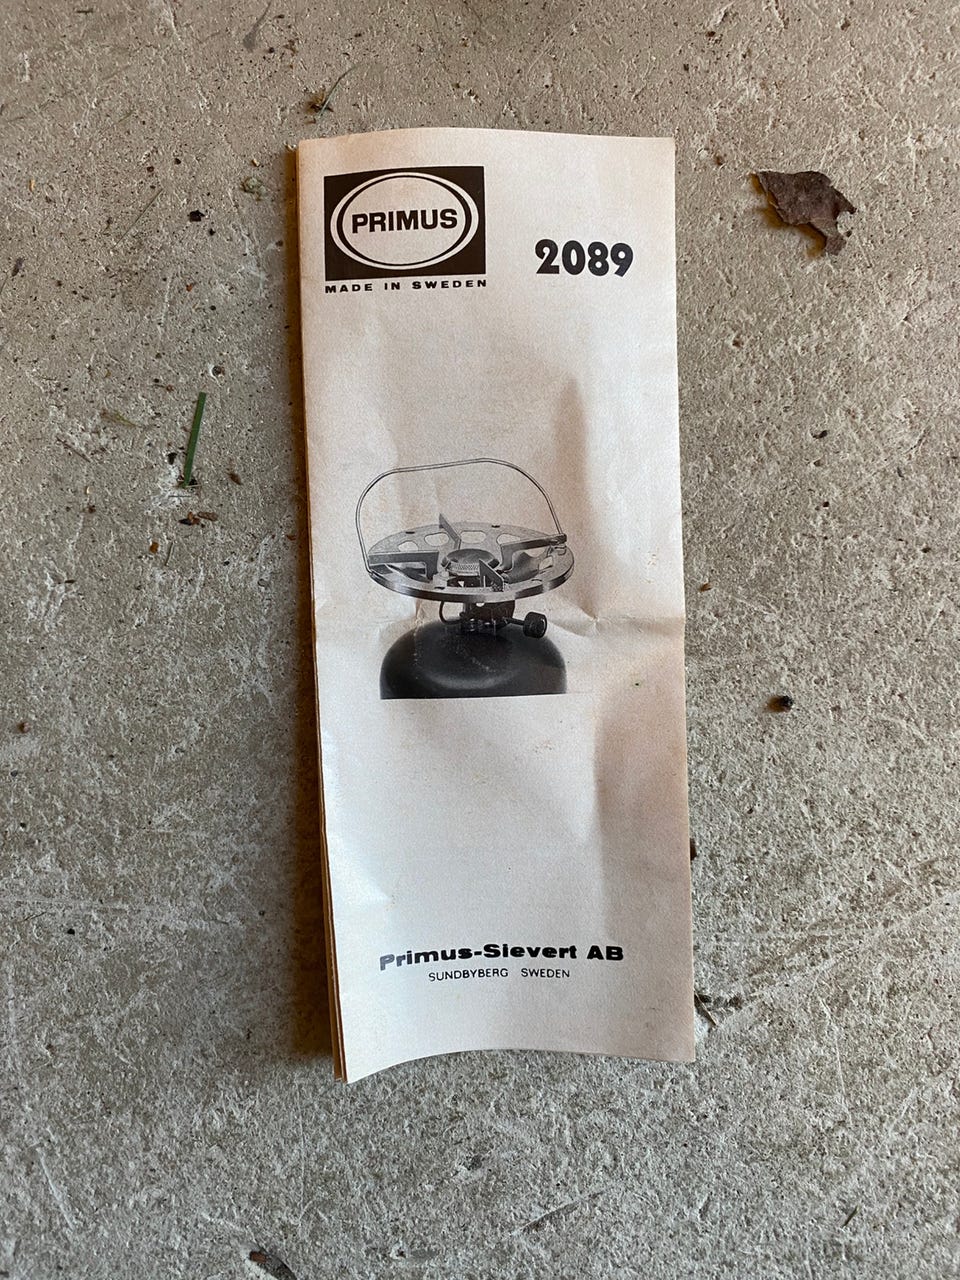 PRIMUS
MADE IN SWEDEN
2089
Primus-Sievert AB
SUNDBYBERG SWEDEN